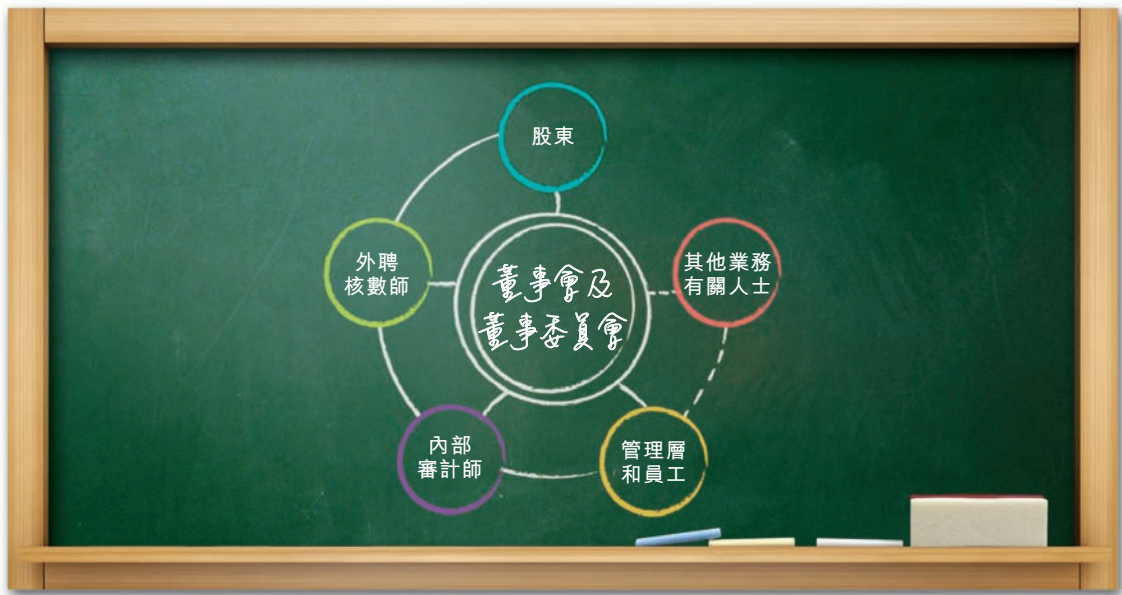 股東
外聘
核數師
其他業務
有關人士
董事會及
董事委員會
內部
審計師
管理層
和員工